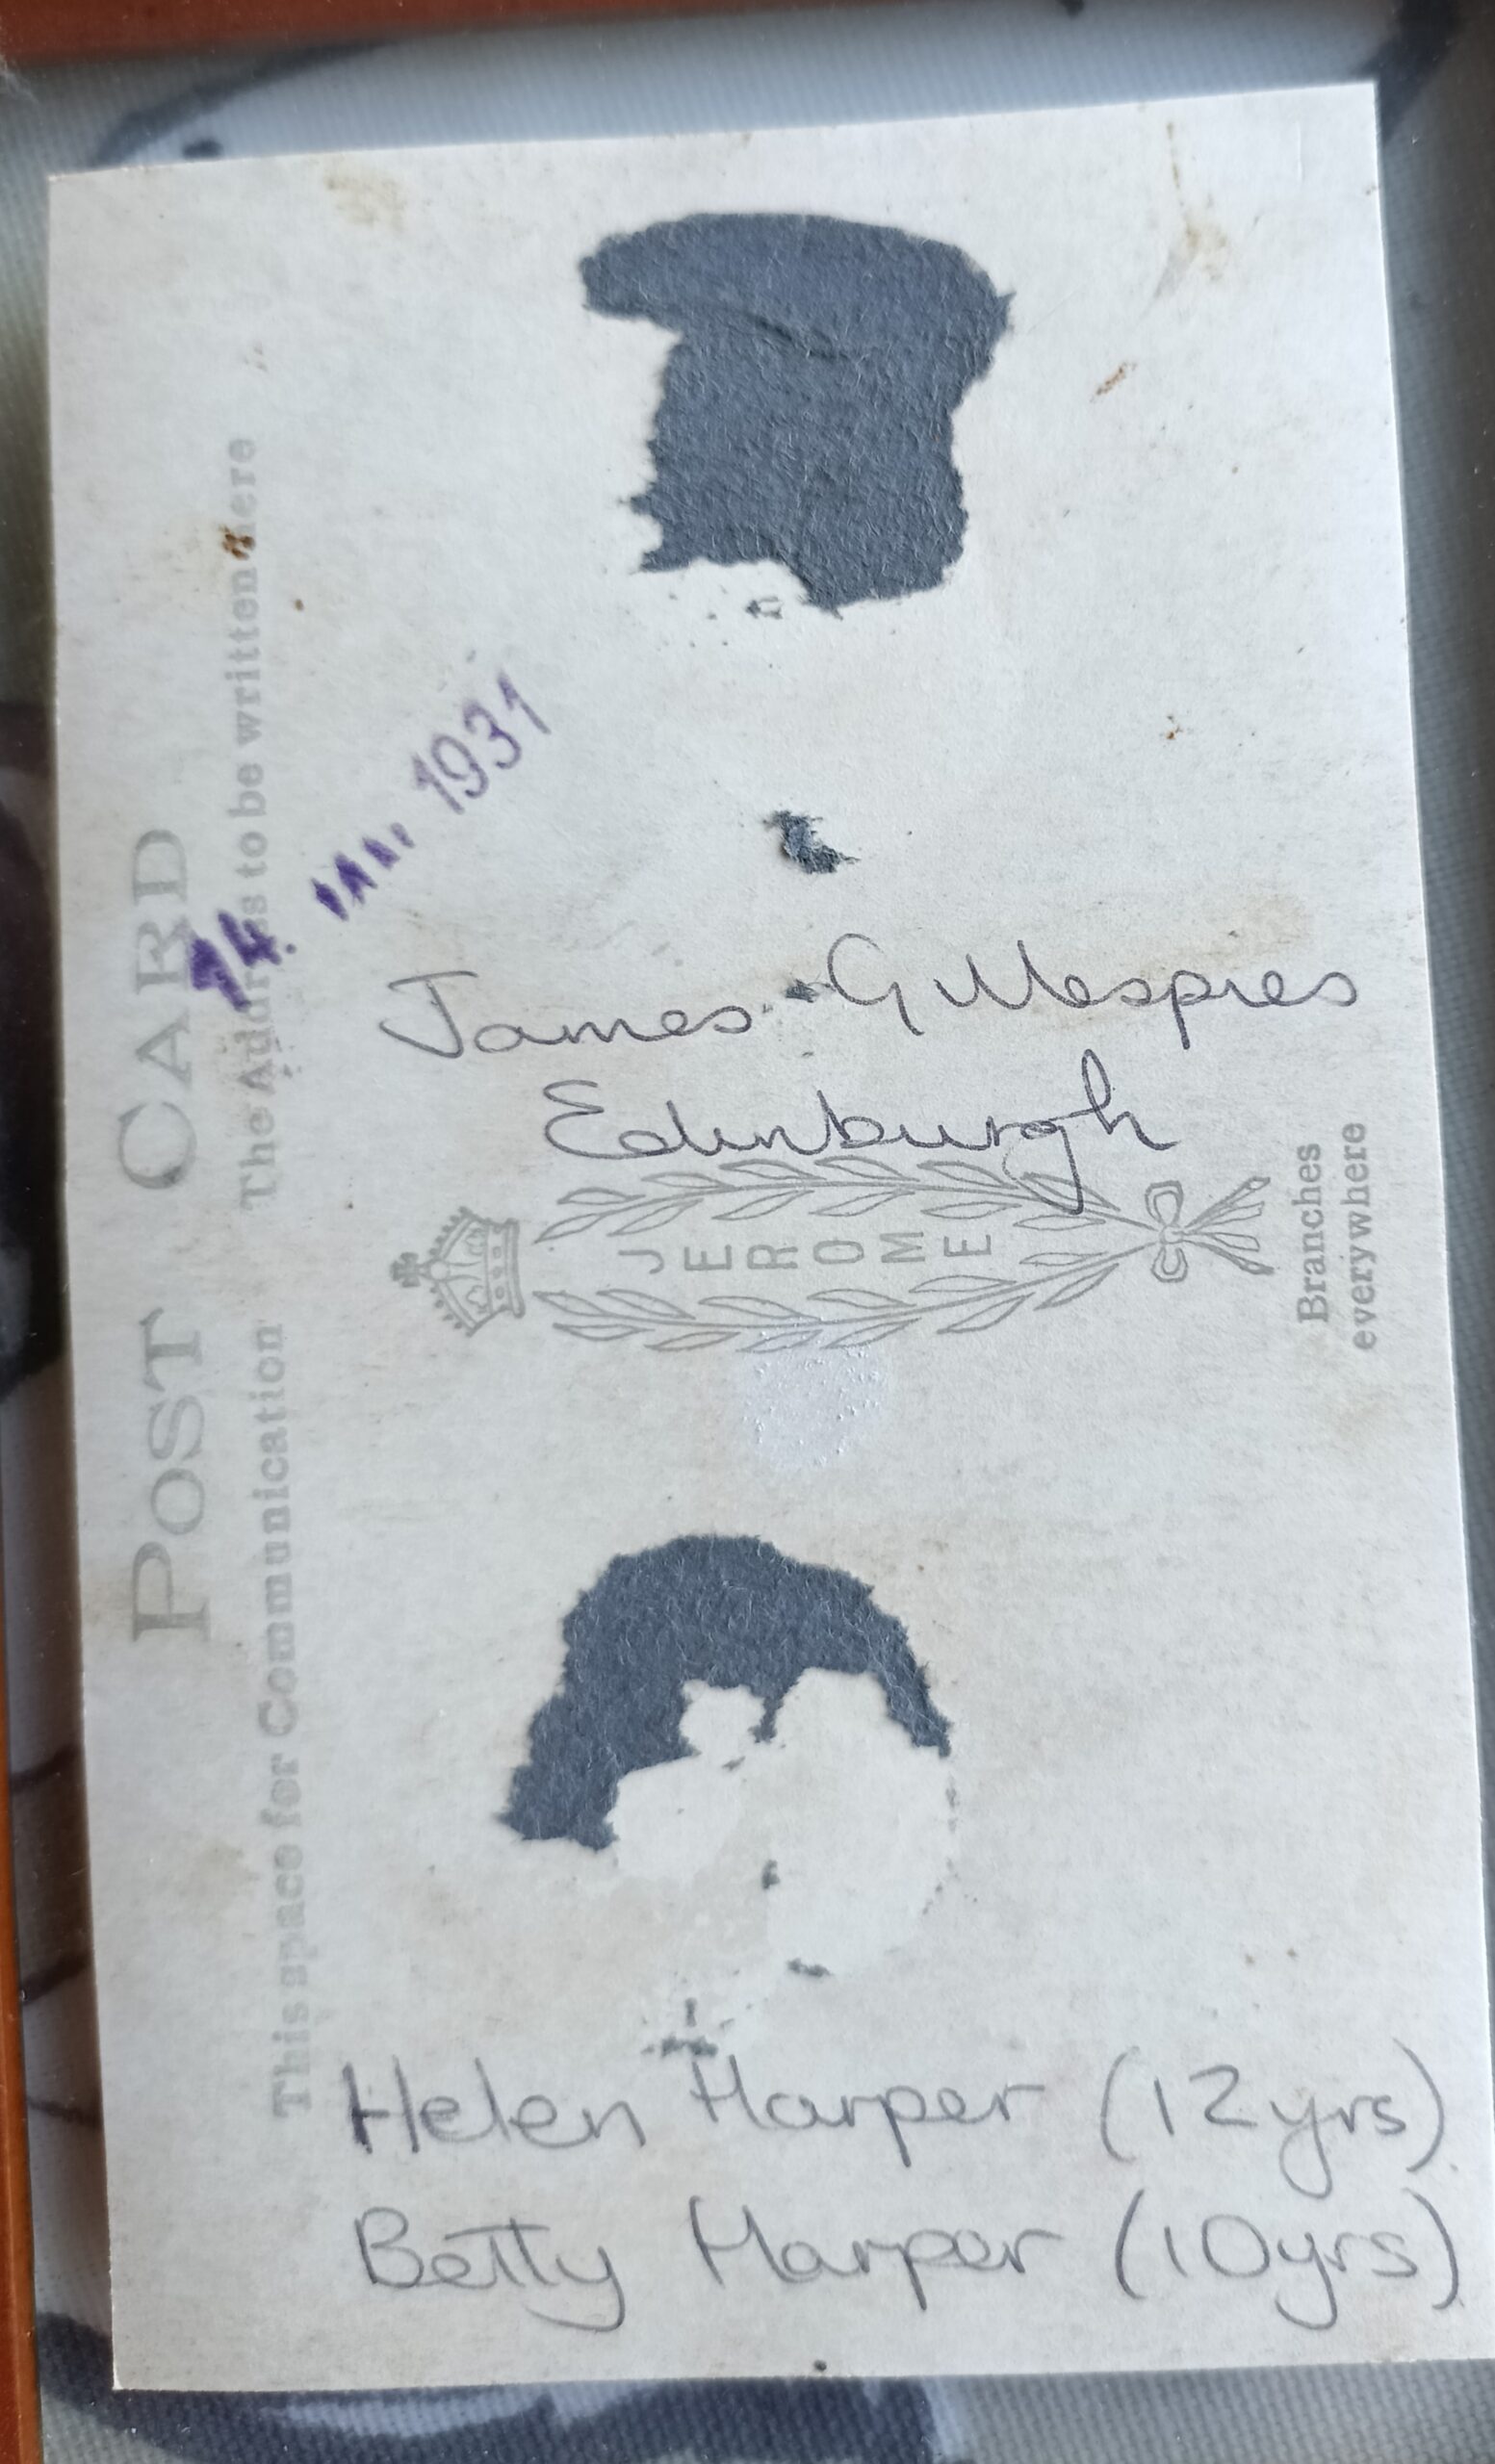 POST CARD
This space for Communication
The Address to be written here
14. 1931
James Gillespies
Edinburgh
JEROME
Branches
everywhere
Helen Harper (12yrs)
Betty Harper (10yrs)